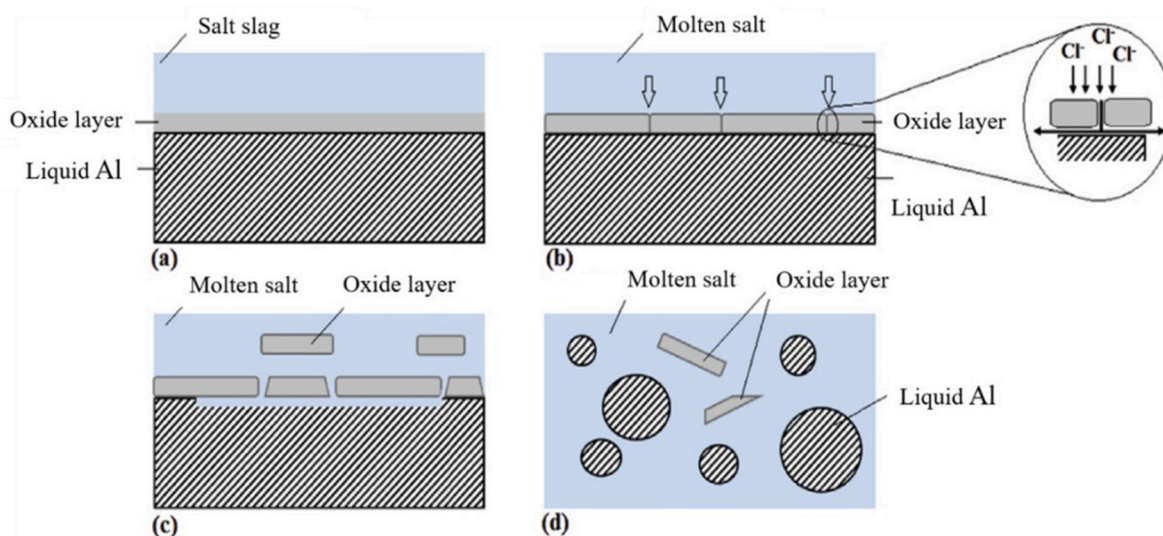 Salt slag
Oxide layer
Liquid Al
(a)
Molten salt
Oxide layer
Liquid Al
(b)
Cl-
Cl-
Cl-
Molten salt
Oxide layer
(c)
Molten salt
Oxide layer
Liquid Al
(d)